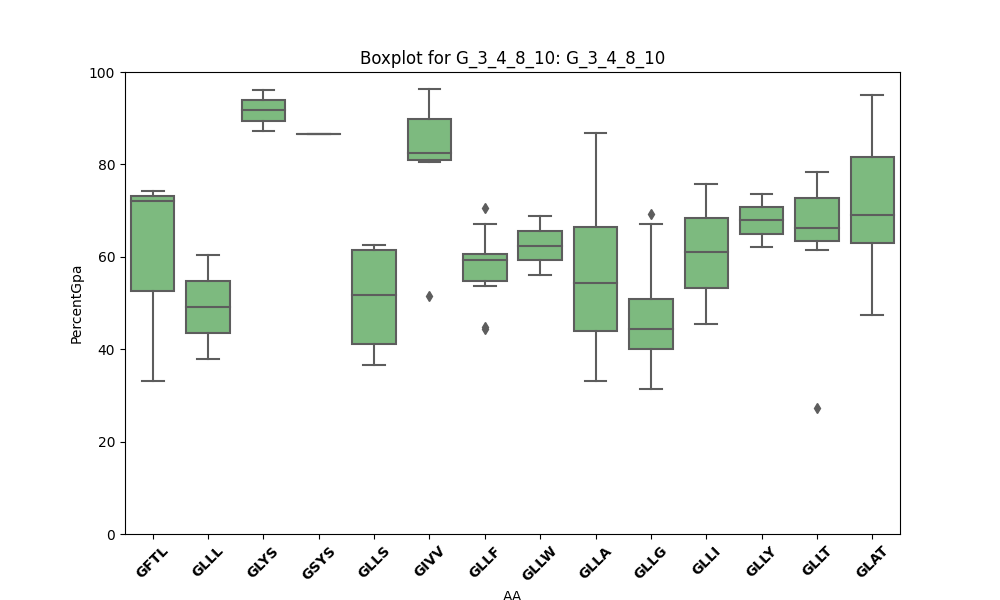 Boxplot for G_3_4_8_10: G_3_4_8_10
100
80
60
40
20
0
PercentGpa
GFTL GLLL GLYS GSYS GLLS GIVV GLLF GLLW GLLA GLLG GLLI GLLY GLLT GLAT
AA